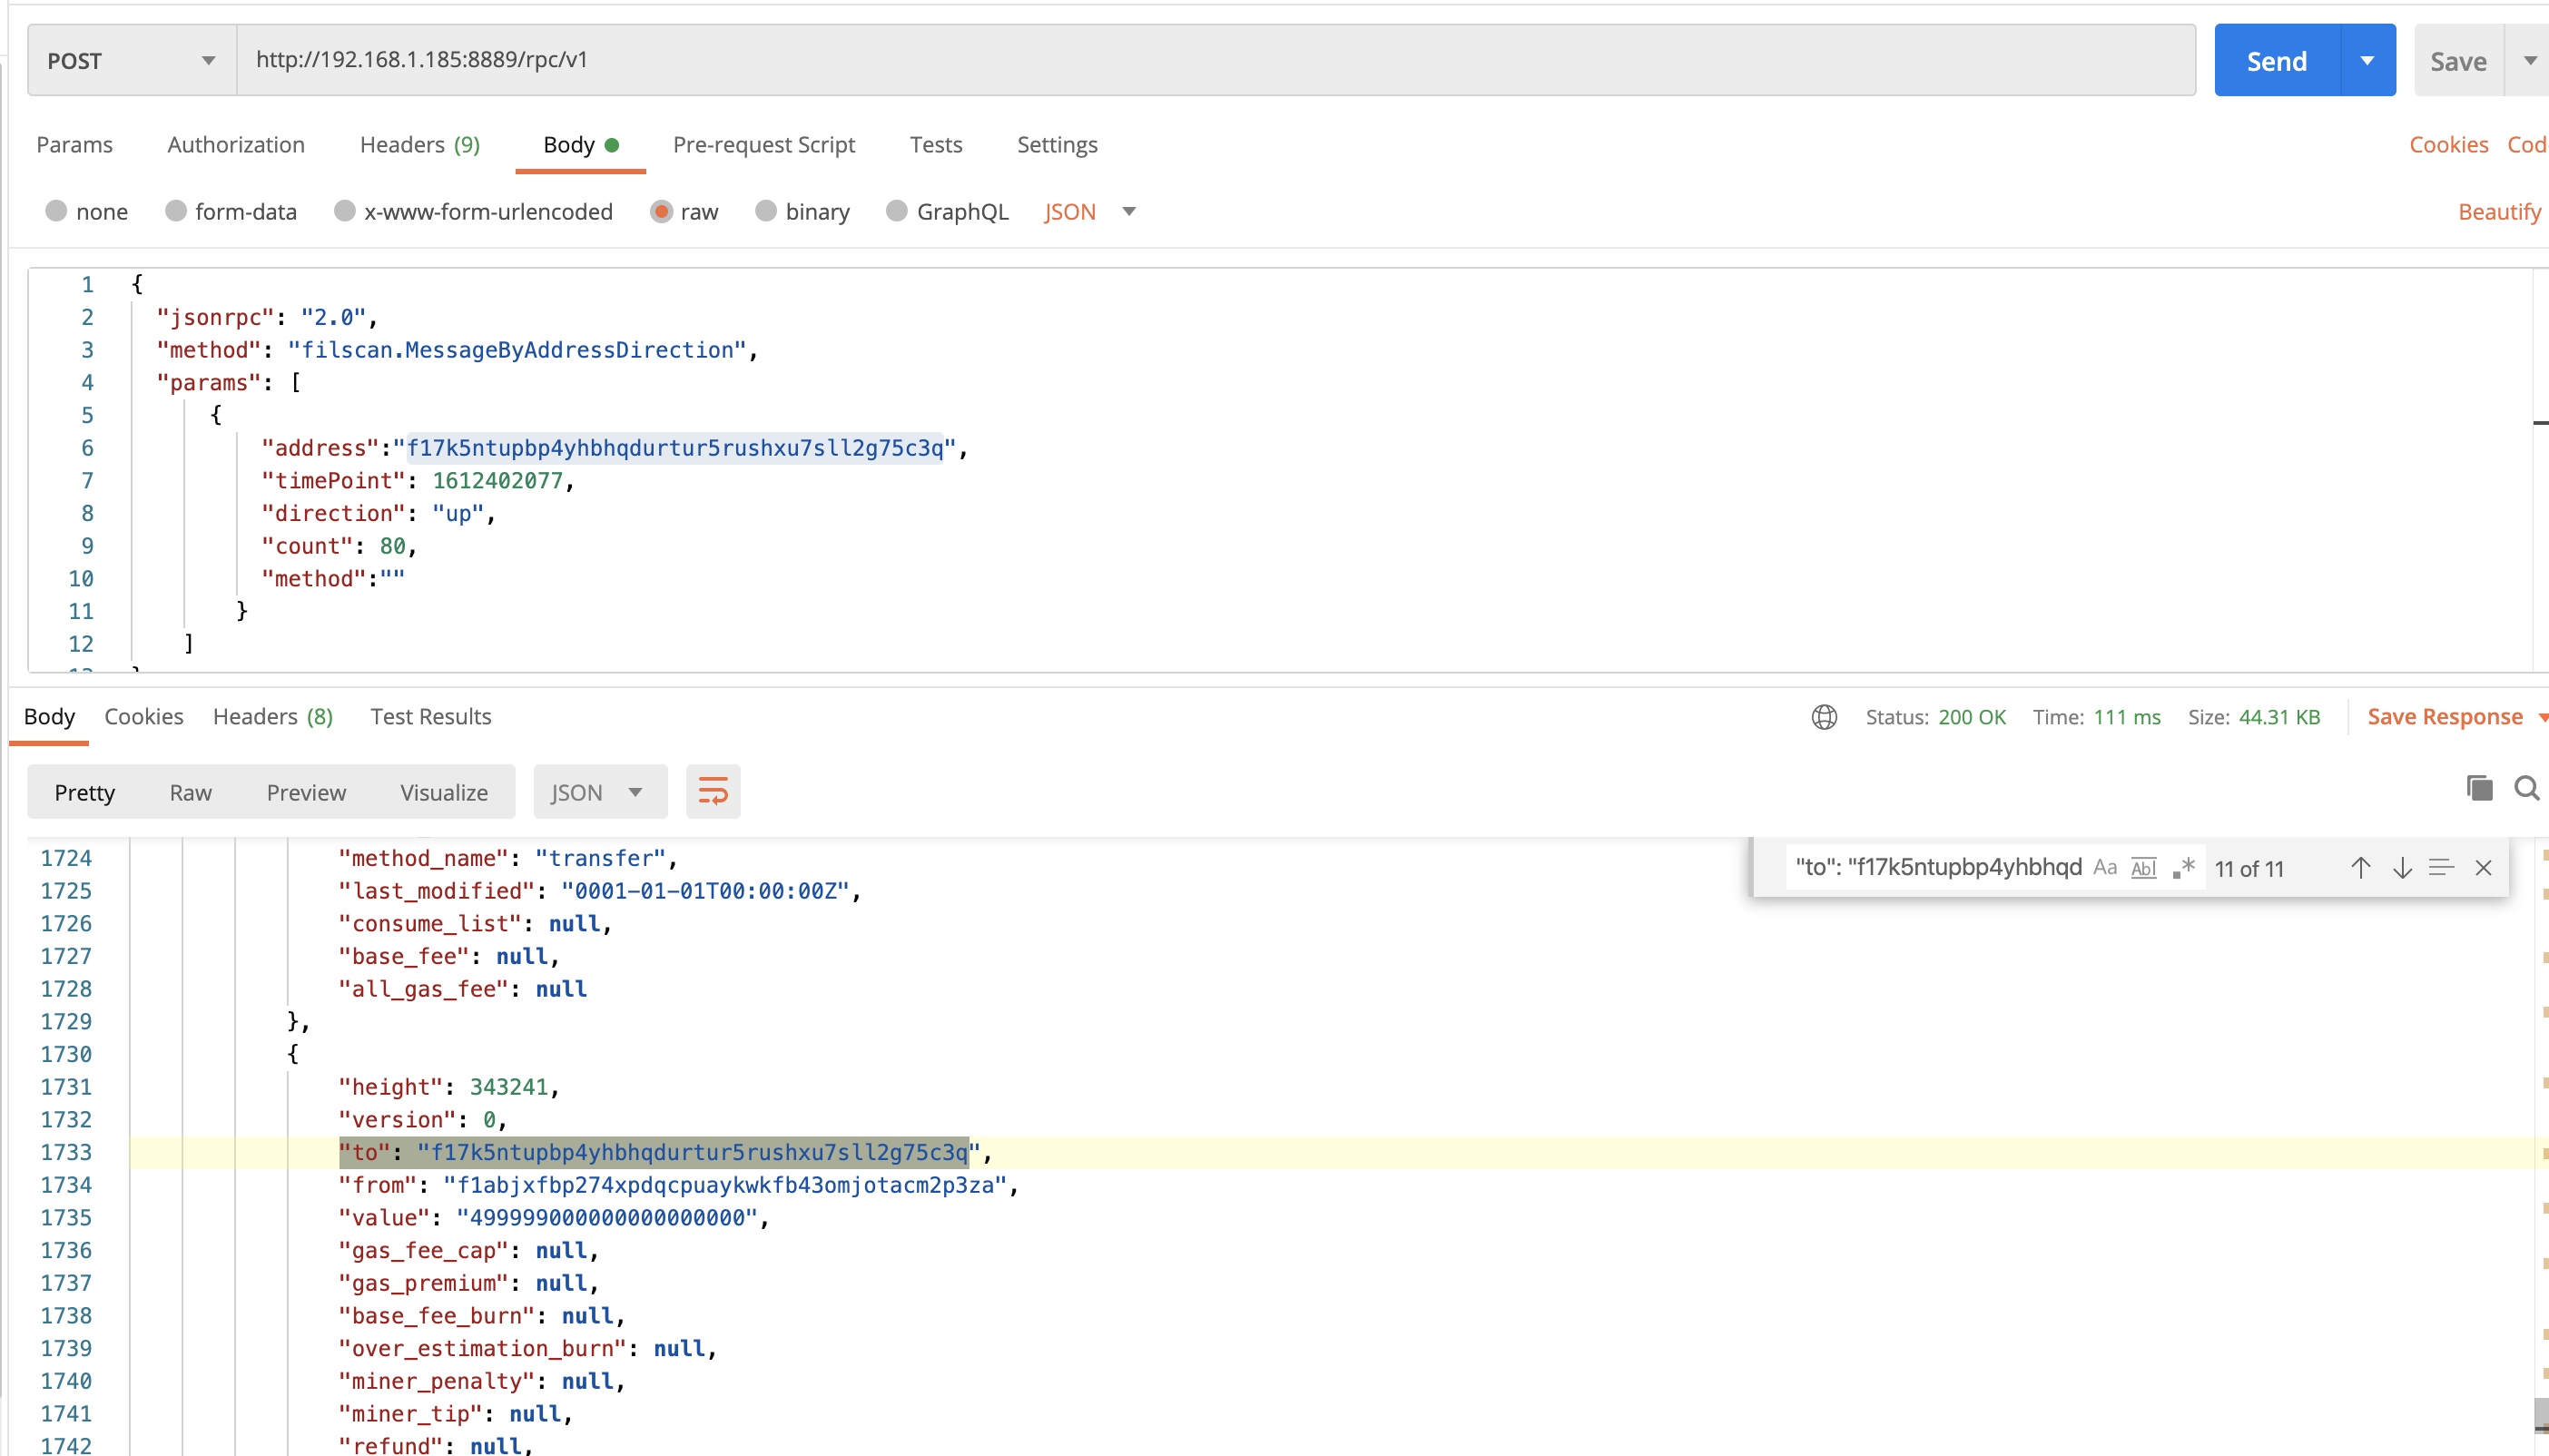 POST http://192.168.1.185:8889/rpc/v1 Send Save
Params Authorization Headers (9) Body Pre-request Script Tests Settings Cookies
none form-data x-www-form-urlencoded raw binary GraphQL JSON Beautify
1 {
2 "jsonrpc": "2.0",
3 "method": "filscan.MessageByAddressDirection",
4 "params": [
5 {
6 "address":"f17k5ntupbp4yhbhqdurtur5rushxu7sll2g75c3q",
7 "timePoint": 1612402077,
8 "direction": "up",
9 "count": 80,
10 "method":""
11 }
12 ]
Body Cookies Headers (8) Test Results Status: 200 OK Time: 111 ms Size: 44.31 KB Save Response
Pretty Raw Preview Visualize JSON
"to": "f17k5ntupbp4yhbhqd Aa Abl .* 11 of 11
1724 "method_name": "transfer",
1725 "last_modified": "0001-01-01T00:00:00Z",
1726 "consume_list": null,
1727 "base_fee": null,
1728 "all_gas_fee": null
1729 },
1730 {
1731 "height": 343241,
1732 "version": 0,
1733 "to": "f17k5ntupbp4yhbhqdurtur5rushxu7sll2g75c3q",
1734 "from": "f1abjxfbp274xpdqcpuaykwkfb43omjotacm2p3za",
1735 "value": "499999000000000000000",
1736 "gas_fee_cap": null,
1737 "gas_premium": null,
1738 "base_fee_burn": null,
1739 "over_estimation_burn": null,
1740 "miner_penalty": null,
1741 "miner_tip": null,
1742 "refund": null,